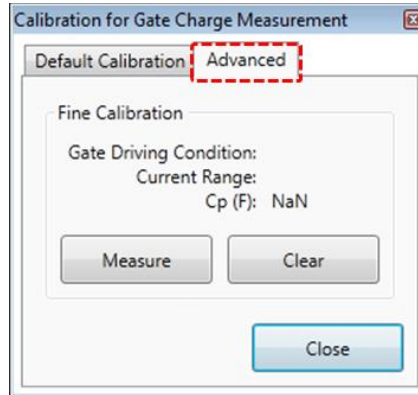 Calibration for Gate Charge Measurement
Default Calibration Advanced
Fine Calibration
Gate Driving Condition:
Current Range:
Cp (F): NaN
Measure Clear
Close